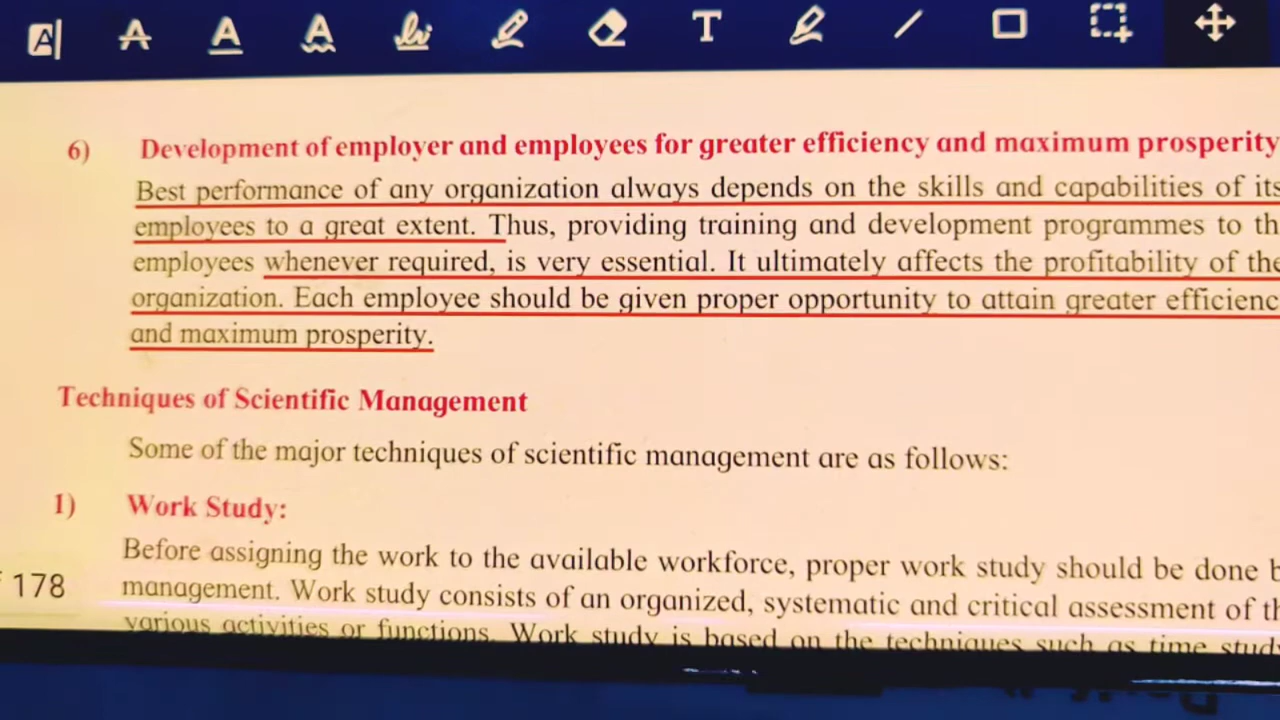 6) Development of employer and employees for greater efficiency and maximum prosperity
Best performance of any organization always depends on the skills and capabilities of its
employees to a great extent. Thus, providing training and development programmes to th
employees whenever required, is very essential. It ultimately affects the profitability of the
organization. Each employee should be given proper opportunity to attain greater efficienc
and maximum prosperity.
Techniques of Scientific Management
Some of the major techniques of scientific management are as follows:
1) Work Study:
Before assigning the work to the available workforce, proper work study should be done b
management. Work study consists of an organized, systematic and critical assessment of th
various activities or functions. Work study is based on the techniques such as time study
178